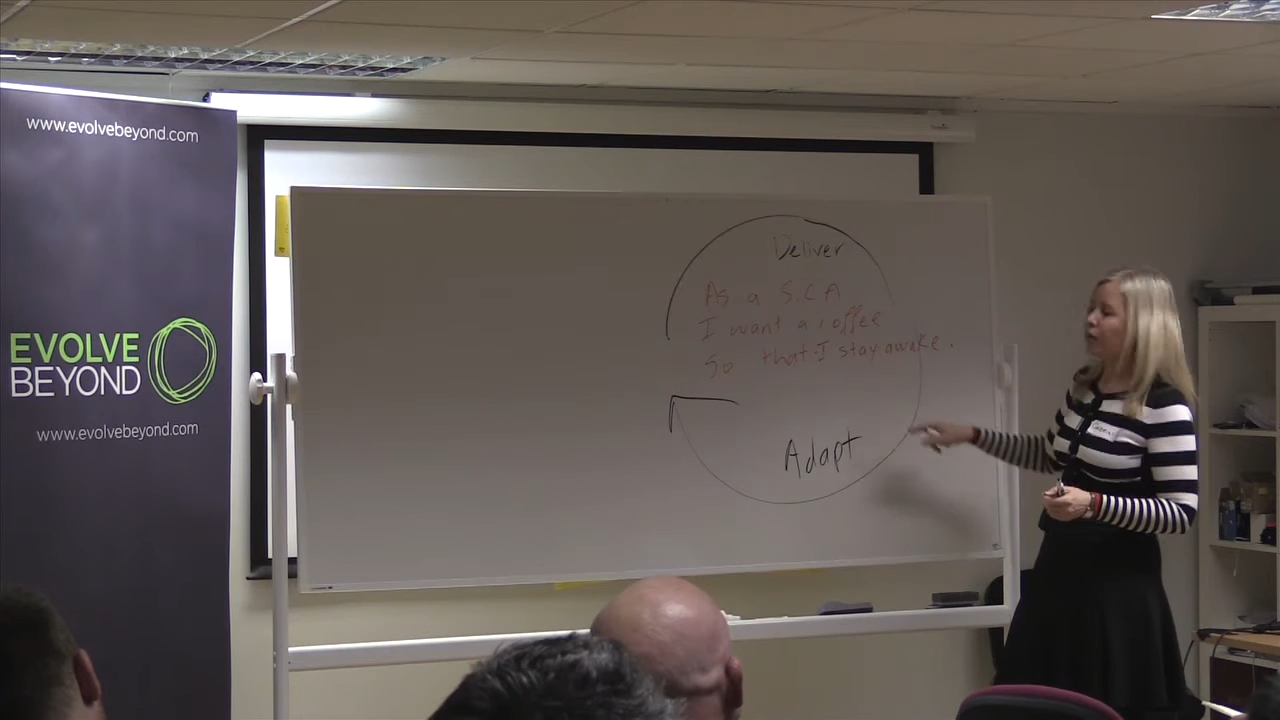 www.evolvebeyond.com
EVOLVE
BEYOND
www.evolvebeyond.com
Deliver
As a S.C.A
I want a coffee
So that I stay awake.
Adapt